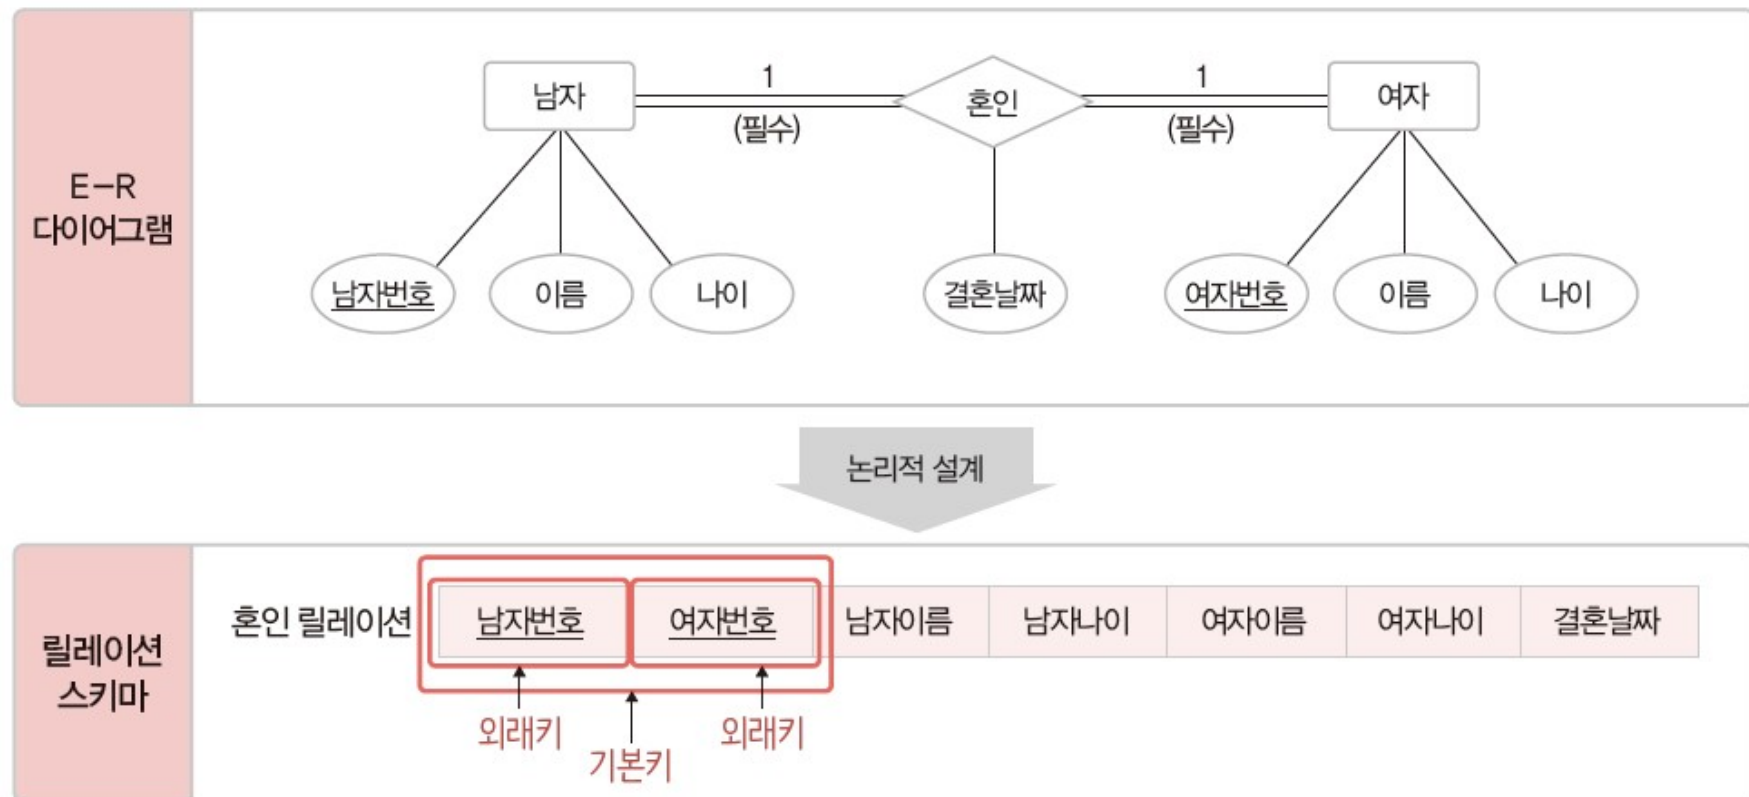 E-R
다이어그램
남자
1
(필수)
혼인
1
(필수)
여자
남자번호
이름
나이
결혼날짜
여자번호
이름
나이
논리적 설계
릴레이션
스키마
혼인 릴레이션
남자번호
여자번호
남자이름
남자나이
여자이름
여자나이
결혼날짜
외래키
기본키
외래키